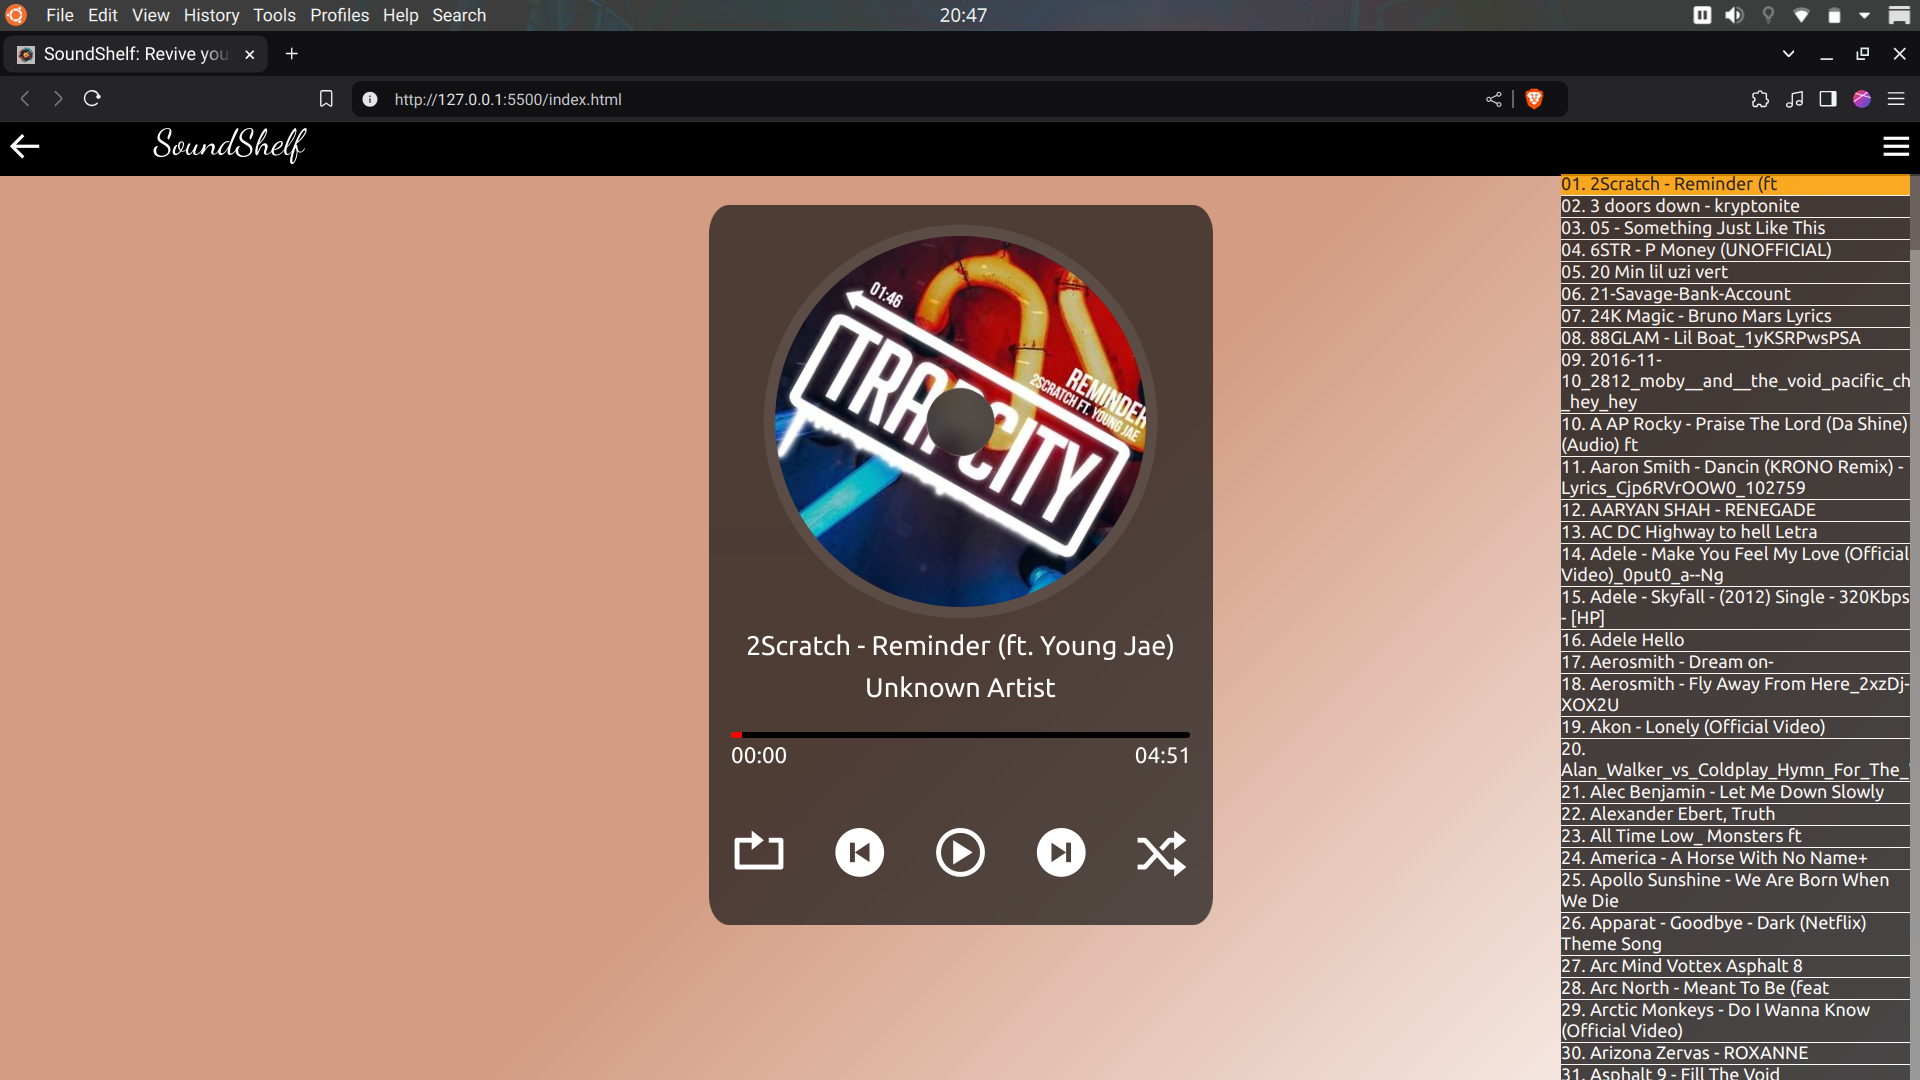 File Edit View History Tools Profiles Help Search
20:47
SoundShelf: Revive you
http://127.0.0.1:5500/index.html
SoundShelf
01:46
TRAPCITY
REMINDER
2SCRATCH FT. YOUNG JAE
2Scratch - Reminder (ft. Young Jae)
Unknown Artist
00:00
04:51
01. 2Scratch - Reminder (ft
02. 3 doors down - kryptonite
03. 05 - Something Just Like This
04. 6STR - P Money (UNOFFICIAL)
05. 20 Min lil uzi vert
06. 21-Savage-Bank-Account
07. 24K Magic - Bruno Mars Lyrics
08. 88GLAM - Lil Boat_1yKSRPwsPSA
09. 2016-11-
10_2812_moby__and__the_void_pacific_ch
_hey_hey
10. A AP Rocky - Praise The Lord (Da Shine)
(Audio) ft
11. Aaron Smith - Dancin (KRONO Remix) -
Lyrics_Cjp6RVrOOW0_102759
12. AARYAN SHAH - RENEGADE
13. AC DC Highway to hell Letra
14. Adele - Make You Feel My Love (Official
Video)_0put0_a--Ng
15. Adele - Skyfall - (2012) Single - 320Kbps
- [HP]
16. Adele Hello
17. Aerosmith - Dream on-
18. Aerosmith - Fly Away From Here_2xzDj-
XOX2U
19. Akon - Lonely (Official Video)
20.
Alan_Walker_vs_Coldplay_Hymn_For_The_
21. Alec Benjamin - Let Me Down Slowly
22. Alexander Ebert, Truth
23. All Time Low_ Monsters ft
24. America - A Horse With No Name+
25. Apollo Sunshine - We Are Born When
We Die
26. Apparat - Goodbye - Dark (Netflix)
Theme Song
27. Arc Mind Vottex Asphalt 8
28. Arc North - Meant To Be (feat
29. Arctic Monkeys - Do I Wanna Know
(Official Video)
30. Arizona Zervas - ROXANNE
31. Asphalt 9 - Fill The Void